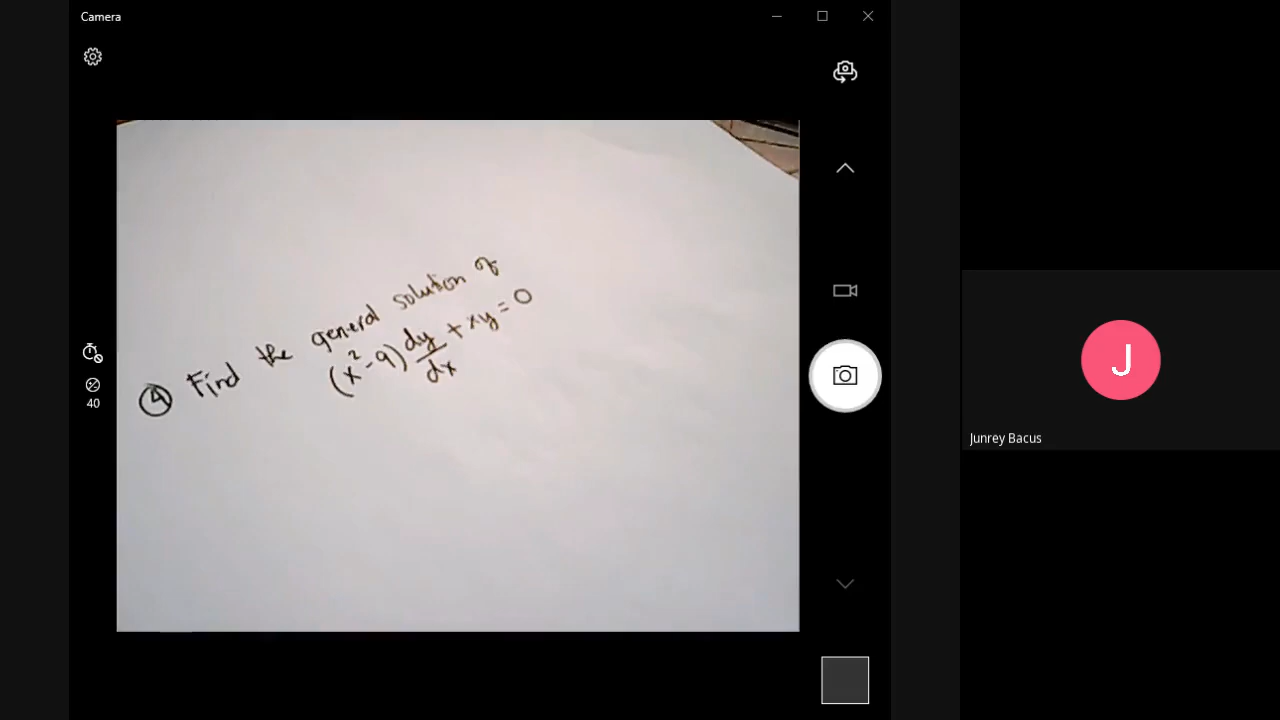 Camera
④ Find the general solution of
(x² - 9) dy/dx + xy = 0
40
J
Junrey Bacus